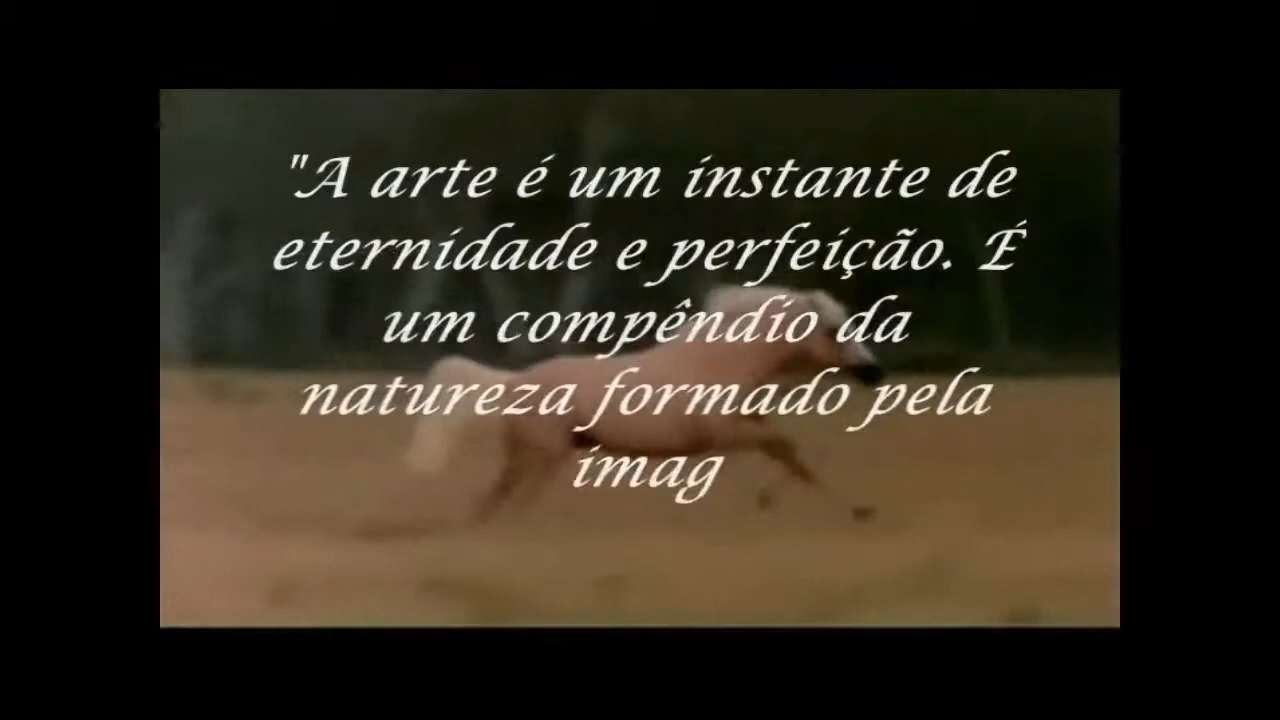 "A arte é um instante de
eternidade e perfeição. É
um compêndio da
natureza formado pela
imag